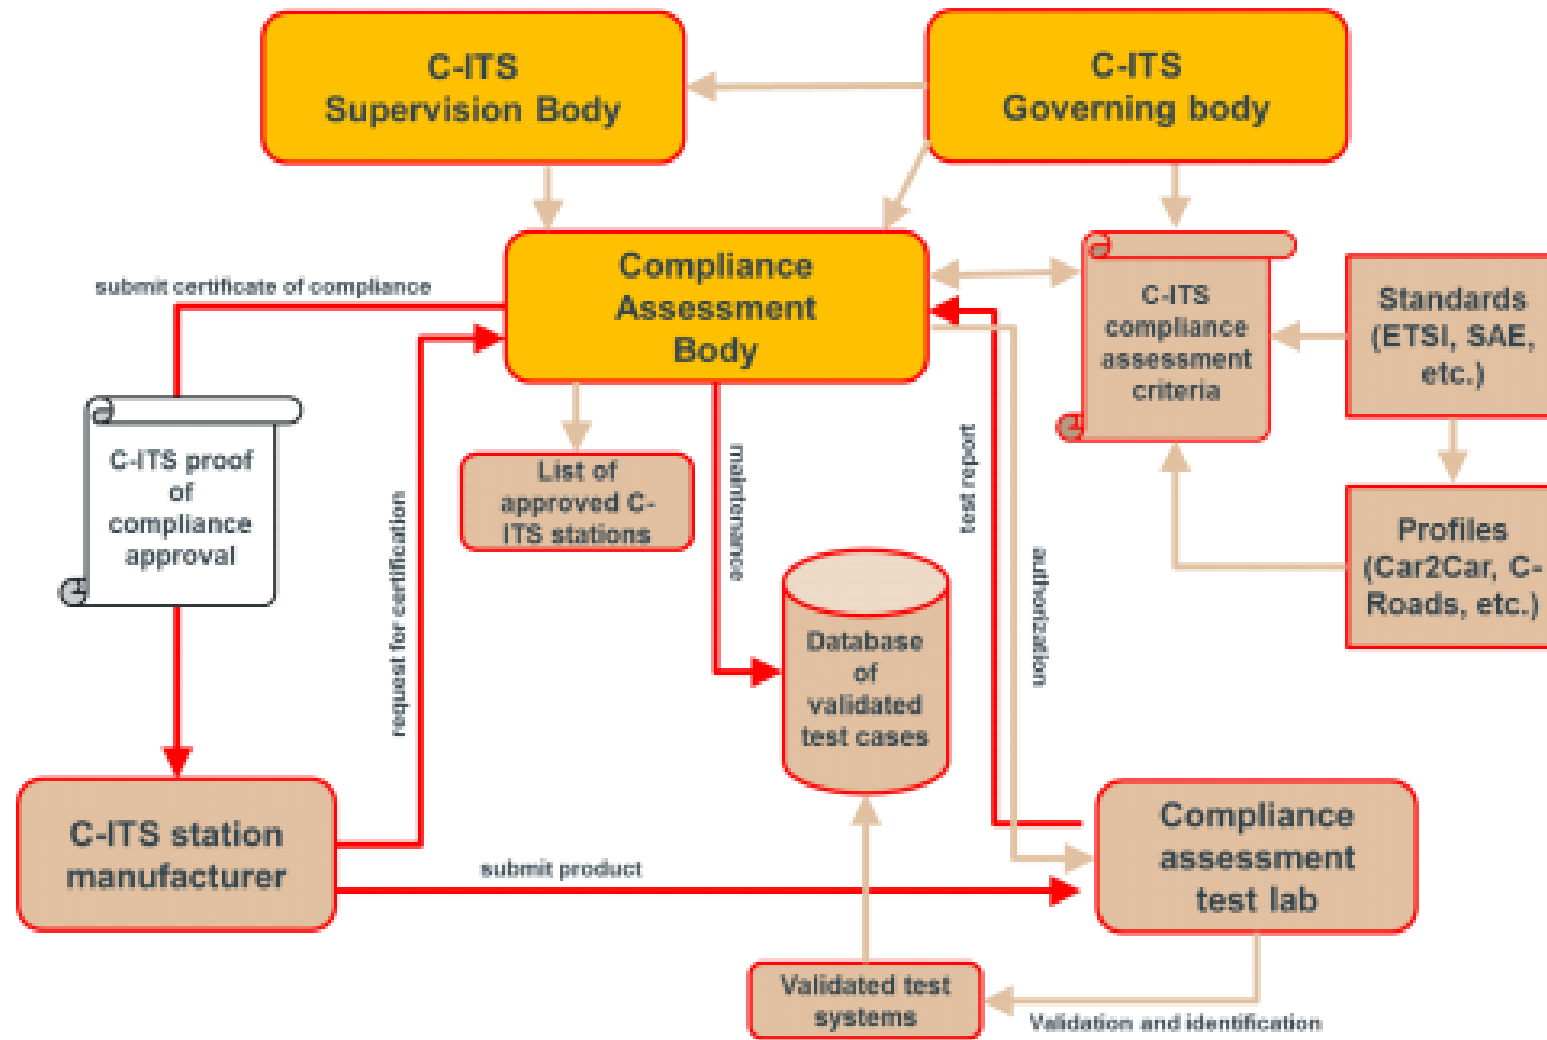 C-ITS
Supervision Body
C-ITS
Governing body
Compliance
Assessment
Body
submit certificate of compliance
C-ITS
compliance
assessment
criteria
Standards
(ETSI, SAE,
etc.)
C-ITS proof
of
compliance
approval
List of
approved C-
ITS stations
maintenance
test report
request for certification
authorization
Profiles
(Car2Car, C-
Roads, etc.)
Database
of
validated
test cases
C-ITS station
manufacturer
submit product
Compliance
assessment
test lab
Validated test
systems
Validation and identification